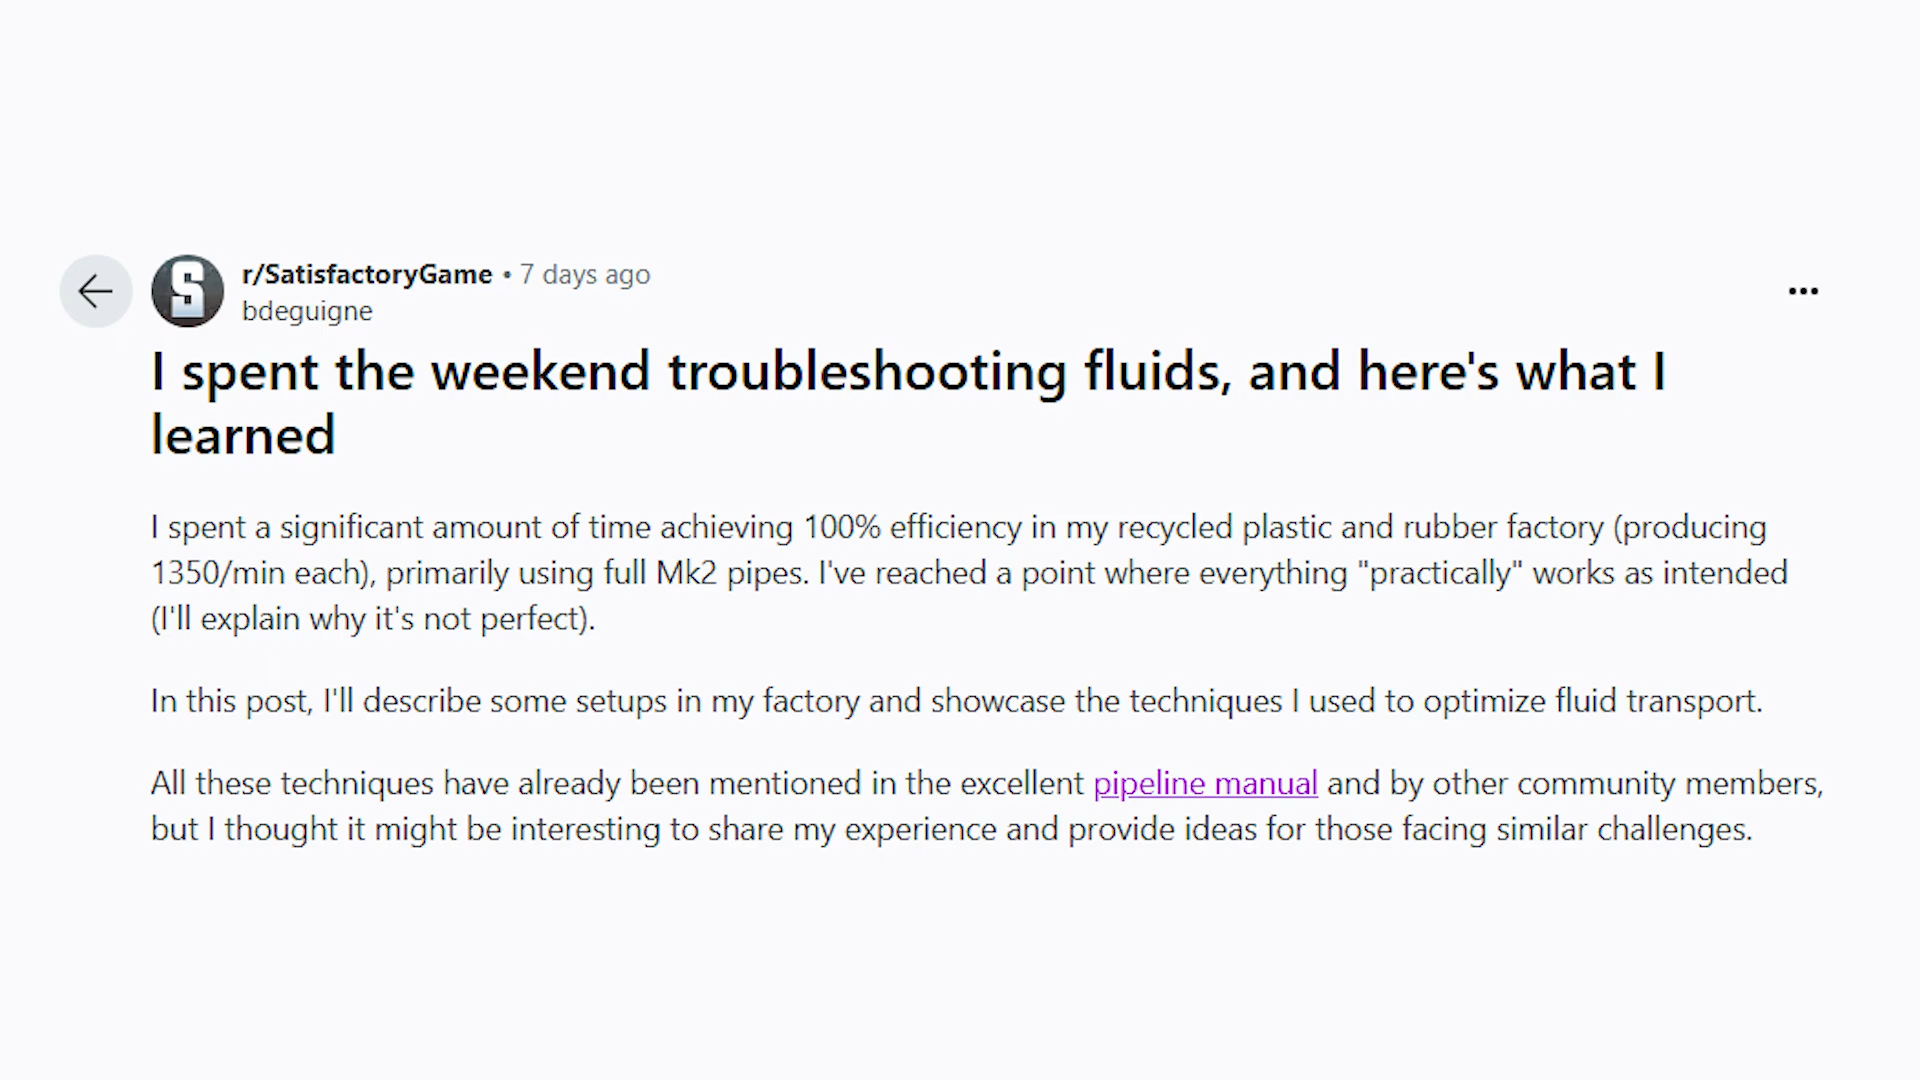 r/SatisfactoryGame • 7 days ago
bdeguigne
I spent the weekend troubleshooting fluids, and here's what I
learned
I spent a significant amount of time achieving 100% efficiency in my recycled plastic and rubber factory (producing
1350/min each), primarily using full Mk2 pipes. I've reached a point where everything "practically" works as intended
(I'll explain why it's not perfect).
In this post, I'll describe some setups in my factory and showcase the techniques I used to optimize fluid transport.
All these techniques have already been mentioned in the excellent pipeline manual and by other community members,
but I thought it might be interesting to share my experience and provide ideas for those facing similar challenges.